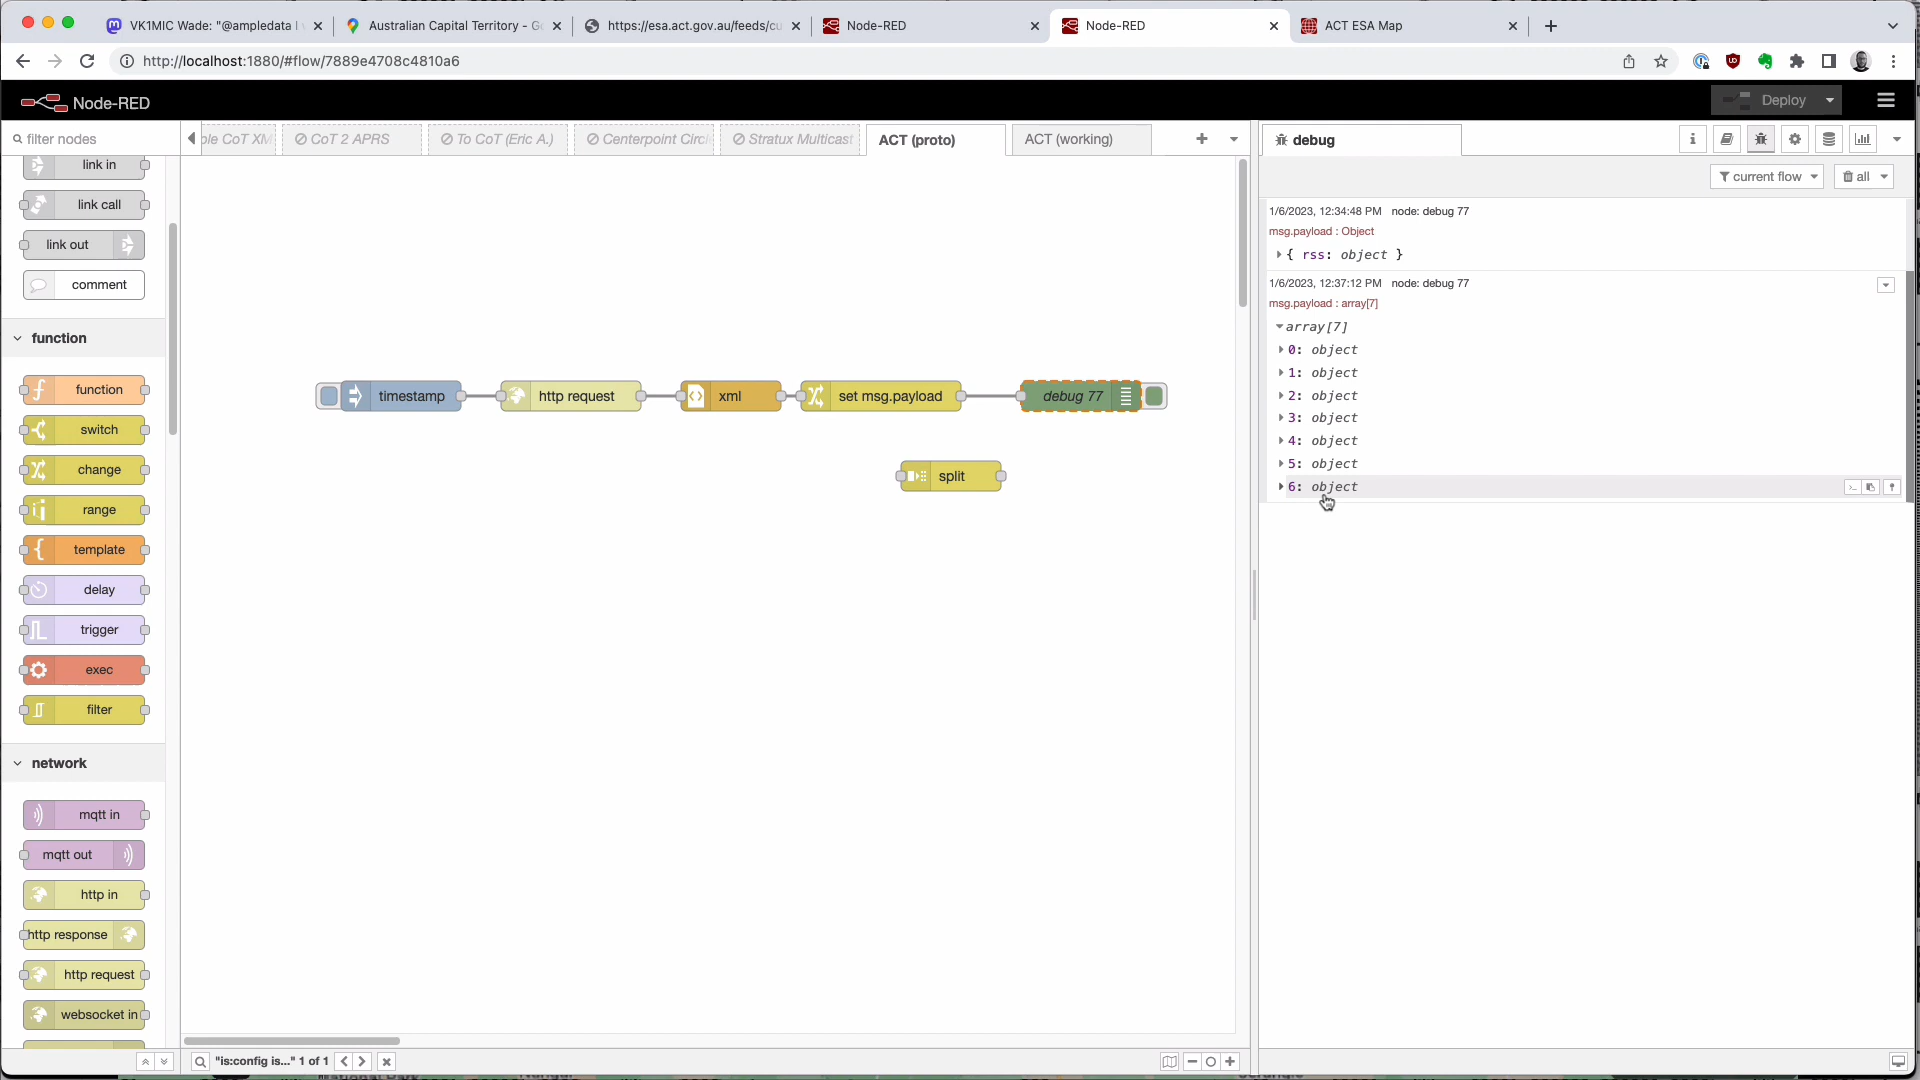 VK1MIC Wade: "@ampledata I
Australian Capital Territory - G
https://esa.act.gov.au/feeds/cu
Node-RED
Node-RED
ACT ESA Map
http://localhost:1880/#flow/7889e4708c4810a6
Node-RED
Deploy
filter nodes
ple CoT XM
CoT 2 APRS
To CoT (Eric A.)
Centerpoint Circl
Stratux Multicast
ACT (proto)
ACT (working)
debug
current flow
all
link in
link call
link out
comment
function
function
switch
change
range
template
delay
trigger
exec
filter
network
mqtt in
mqtt out
http in
http response
http request
websocket in
timestamp
http request
xml
set msg.payload
debug 77
split
1/6/2023, 12:34:48 PM node: debug 77
msg.payload : Object
{ rss: object }
1/6/2023, 12:37:12 PM node: debug 77
msg.payload : array[7]
array[7]
0: object
1: object
2: object
3: object
4: object
5: object
6: object
"is:config is..." 1 of 1